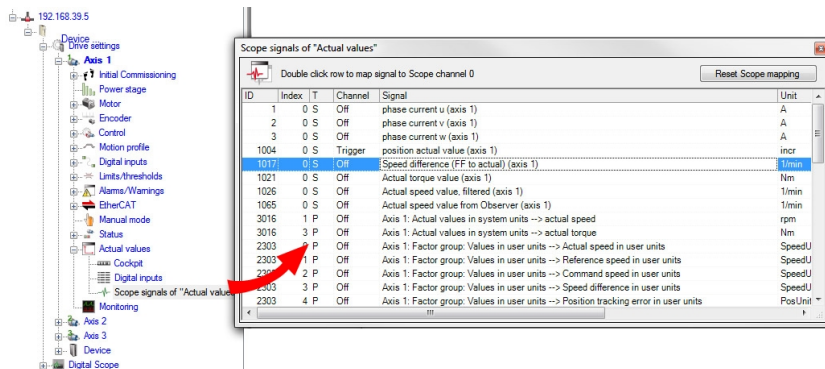 192.168.39.5
Device
Drive settings
Axis 1
Initial Commissioning
Power stage
Motor
Encoder
Control
Motion profile
Digital inputs
Limits/thresholds
Alarms/Warnings
EtherCAT
Manual mode
Status
Actual values
Cockpit
Digital inputs
Scope signals of "Actual values
Monitoring
Axis 2
Axis 3
Device
Digital Scope
Scope signals of "Actual values"
Double click row to map signal to Scope channel 0
Reset Scope mapping
ID Index T Channel Signal Unit
1 0 S Off phase current u (axis 1) A
2 0 S Off phase current v (axis 1) A
3 0 S Off phase current w (axis 1) A
1004 0 S Trigger position actual value (axis 1) incr
1017 0 S Off Speed difference (FF to actual) (axis 1) 1/min
1021 0 S Off Actual torque value (axis 1) Nm
1026 0 S Off Actual speed value, filtered (axis 1) 1/min
1065 0 S Off Actual speed value from Observer (axis 1) 1/min
3016 1 P Off Axis 1: Actual values in system units --> actual speed rpm
3016 3 P Off Axis 1: Actual values in system units --> actual torque Nm
2303 P Off Axis 1: Factor group: Values in user units --> Actual speed in user units SpeedU
2303 1 P Off Axis 1: Factor group: Values in user units --> Reference speed in user units SpeedU
2 P Off Axis 1: Factor group: Values in user units --> Command speed in user units SpeedU
2303 3 P Off Axis 1: Factor group: Values in user units --> Speed difference in user units SpeedU
2303 4 P Off Axis 1: Factor group: Values in user units --> Position tracking error in user units PosUnit